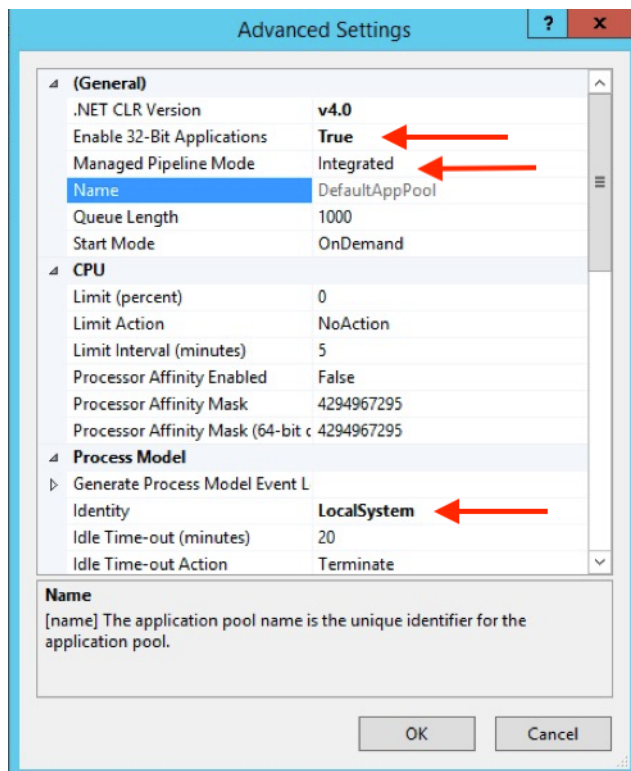 Advanced Settings
? x
(General)
.NET CLR Version v4.0
Enable 32-Bit Applications True
Managed Pipeline Mode Integrated
Name DefaultAppPool
Queue Length 1000
Start Mode OnDemand
CPU
Limit (percent) 0
Limit Action NoAction
Limit Interval (minutes) 5
Processor Affinity Enabled False
Processor Affinity Mask 4294967295
Processor Affinity Mask (64-bit c 4294967295
Process Model
Generate Process Model Event L
Identity LocalSystem
Idle Time-out (minutes) 20
Idle Time-out Action Terminate
Name
[name] The application pool name is the unique identifier for the
application pool.
OK Cancel